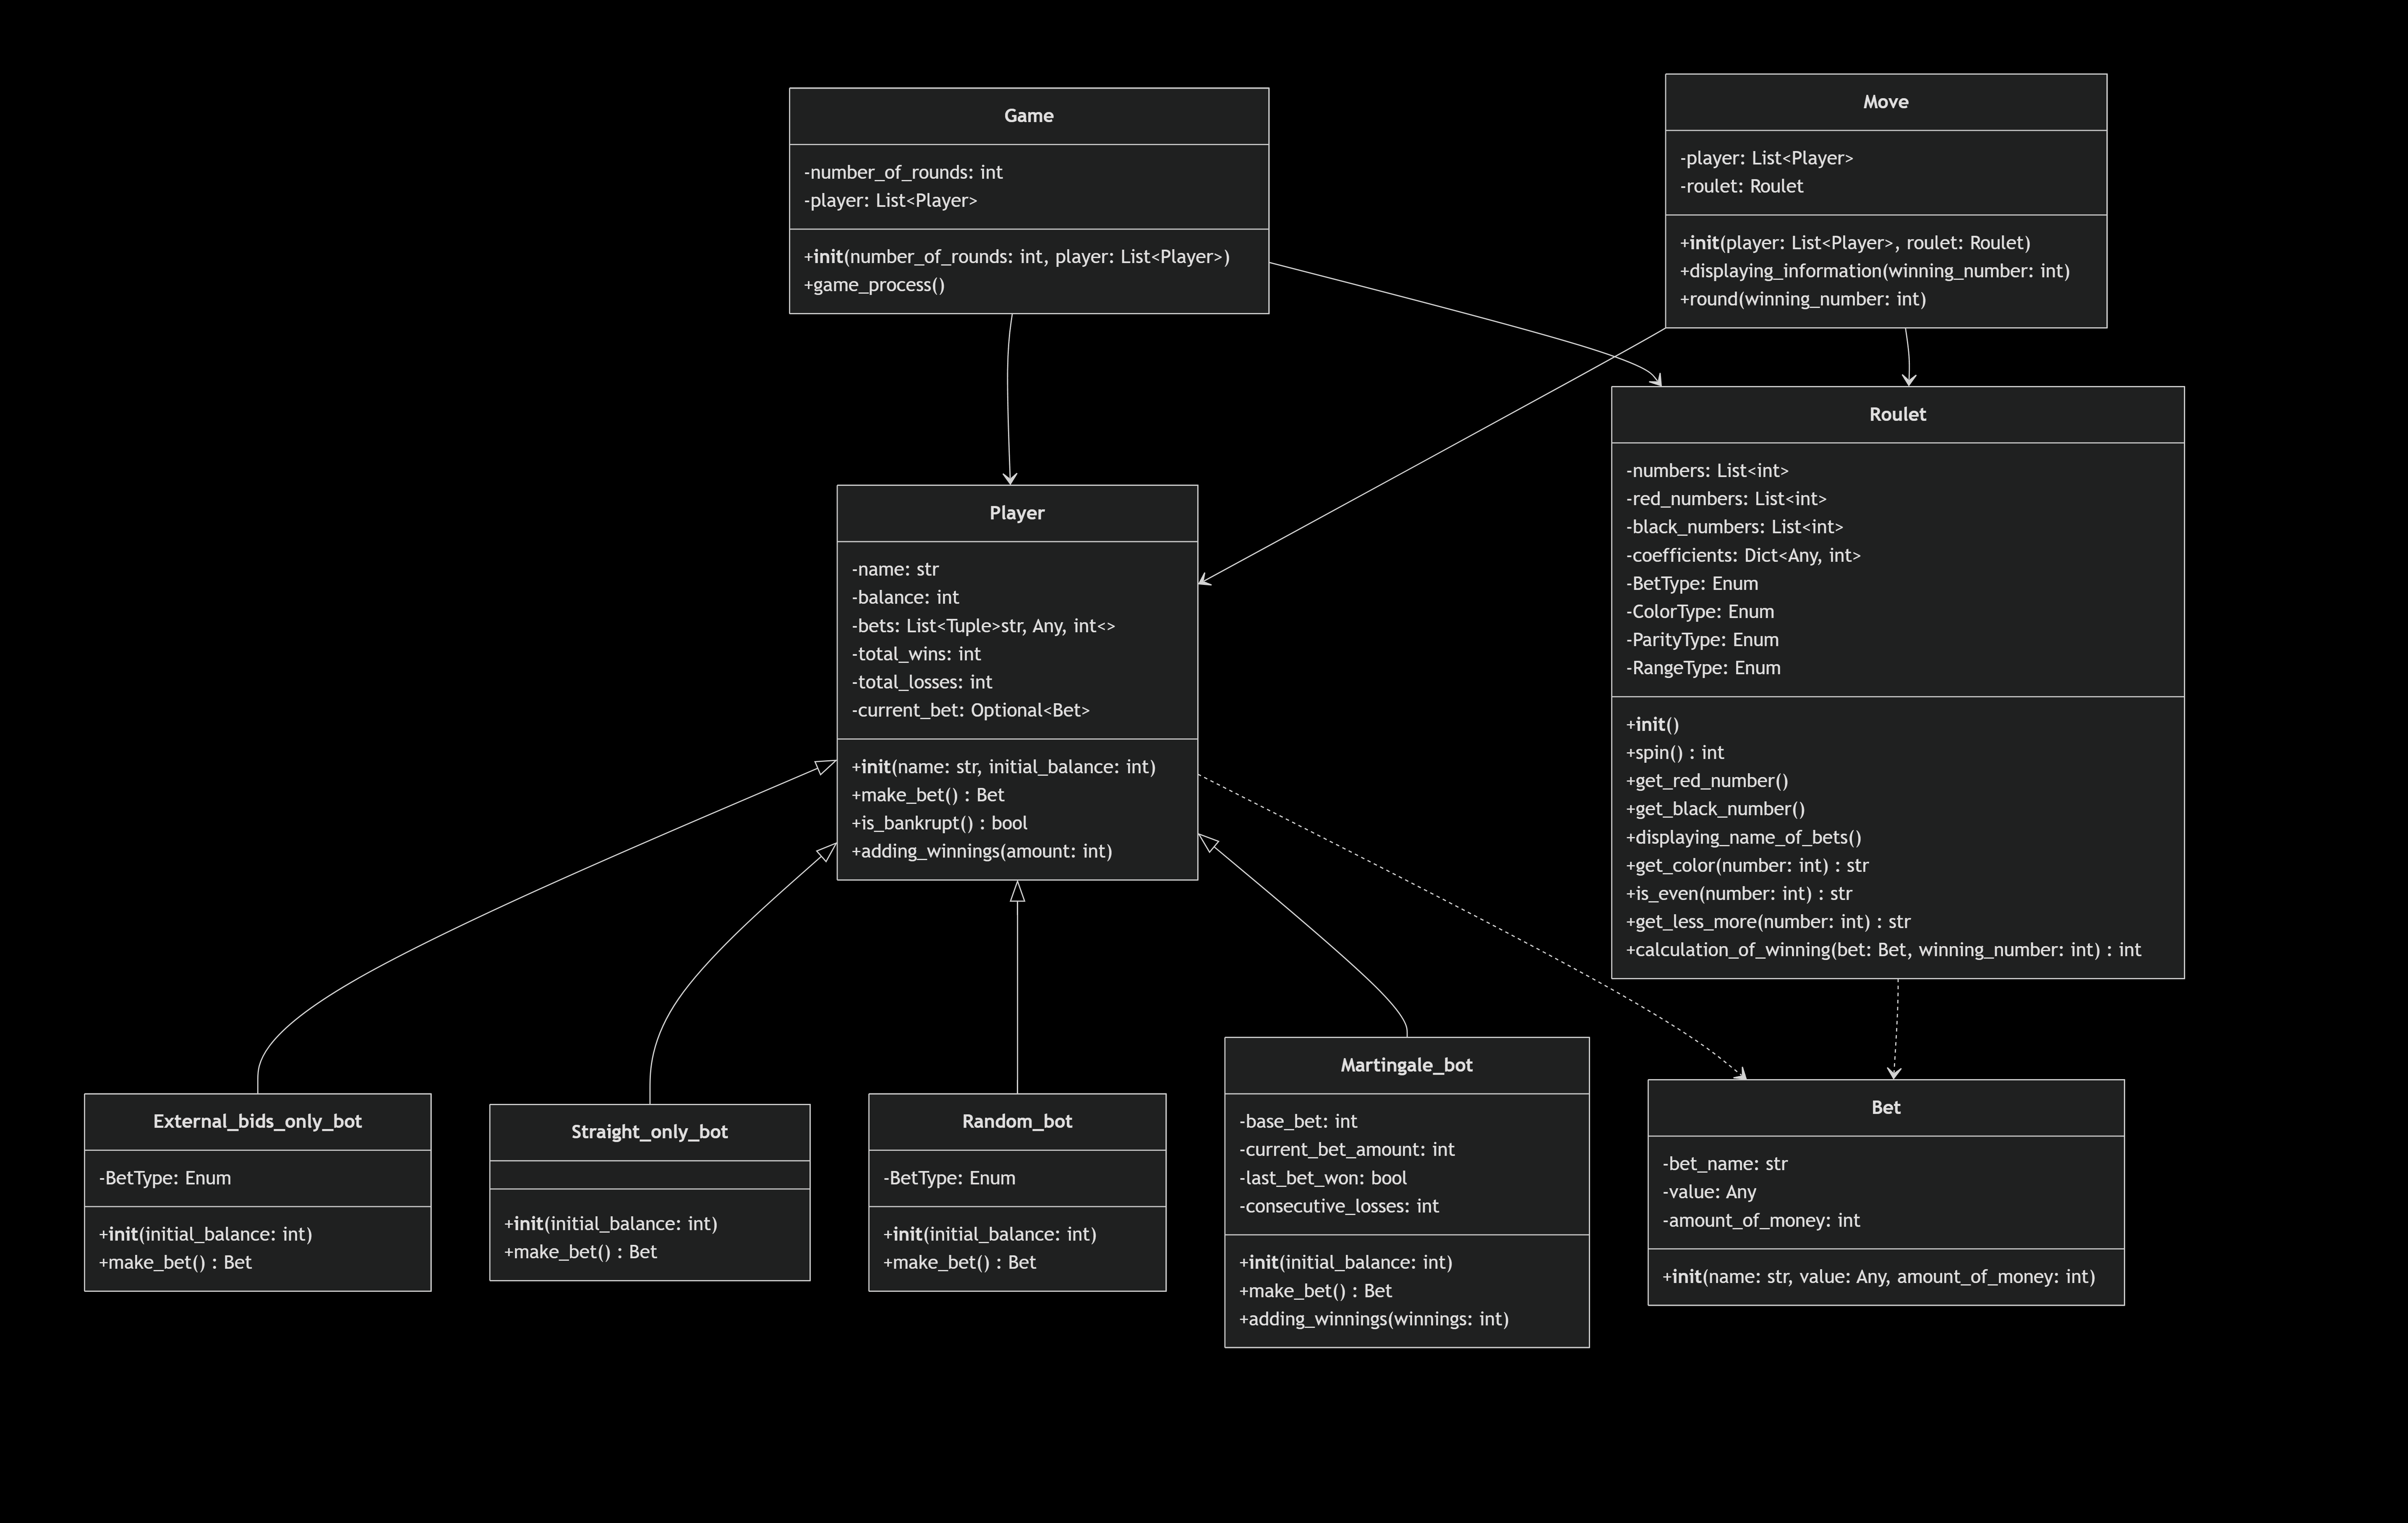 Game
-number_of_rounds: int
-player: List<Player>
+init(number_of_rounds: int, player: List<Player>)
+game_process()
Move
-player: List<Player>
-roulet: Roulet
+init(player: List<Player>, roulet: Roulet)
+displaying_information(winning_number: int)
+round(winning_number: int)
Roulet
-numbers: List<int>
-red_numbers: List<int>
-black_numbers: List<int>
-coefficients: Dict<Any, int>
-BetType: Enum
-ColorType: Enum
-ParityType: Enum
-RangeType: Enum
+init()
+spin() : int
+get_red_number()
+get_black_number()
+displaying_name_of_bets()
+get_color(number: int) : str
+is_even(number: int) : str
+get_less_more(number: int) : str
+calculation_of_winning(bet: Bet, winning_number: int) : int
Player
-name: str
-balance: int
-bets: List<Tuple>str, Any, int<>
-total_wins: int
-total_losses: int
-current_bet: Optional<Bet>
+init(name: str, initial_balance: int)
+make_bet() : Bet
+is_bankrupt() : bool
+adding_winnings(amount: int)
External_bids_only_bot
-BetType: Enum
+init(initial_balance: int)
+make_bet() : Bet
Straight_only_bot
+init(initial_balance: int)
+make_bet() : Bet
Random_bot
-BetType: Enum
+init(initial_balance: int)
+make_bet() : Bet
Martingale_bot
-base_bet: int
-current_bet_amount: int
-last_bet_won: bool
-consecutive_losses: int
+init(initial_balance: int)
+make_bet() : Bet
+adding_winnings(winnings: int)
Bet
-bet_name: str
-value: Any
-amount_of_money: int
+init(name: str, value: Any, amount_of_money: int)